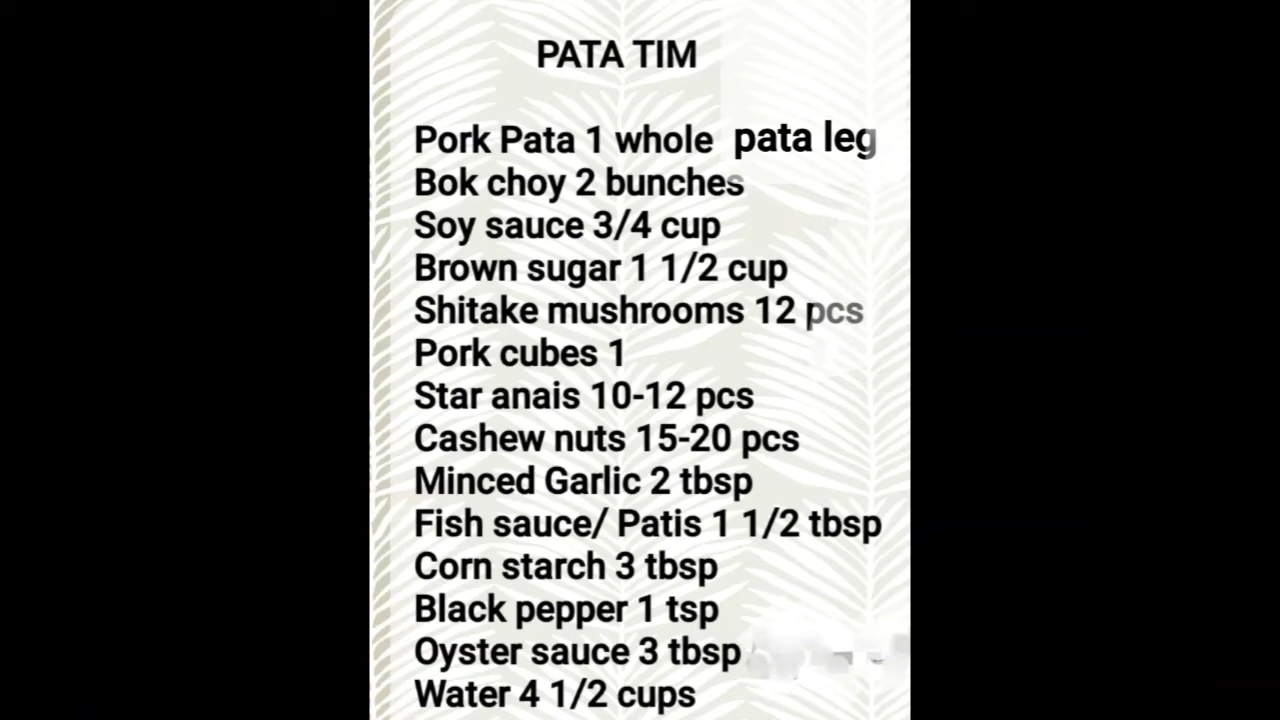 PATA TIM
Pork Pata 1 whole pata leg
Bok choy 2 bunches
Soy sauce 3/4 cup
Brown sugar 1 1/2 cup
Shitake mushrooms 12 pcs
Pork cubes 1
Star anais 10-12 pcs
Cashew nuts 15-20 pcs
Minced Garlic 2 tbsp
Fish sauce/ Patis 1 1/2 tbsp
Corn starch 3 tbsp
Black pepper 1 tsp
Oyster sauce 3 tbsp
Water 4 1/2 cups